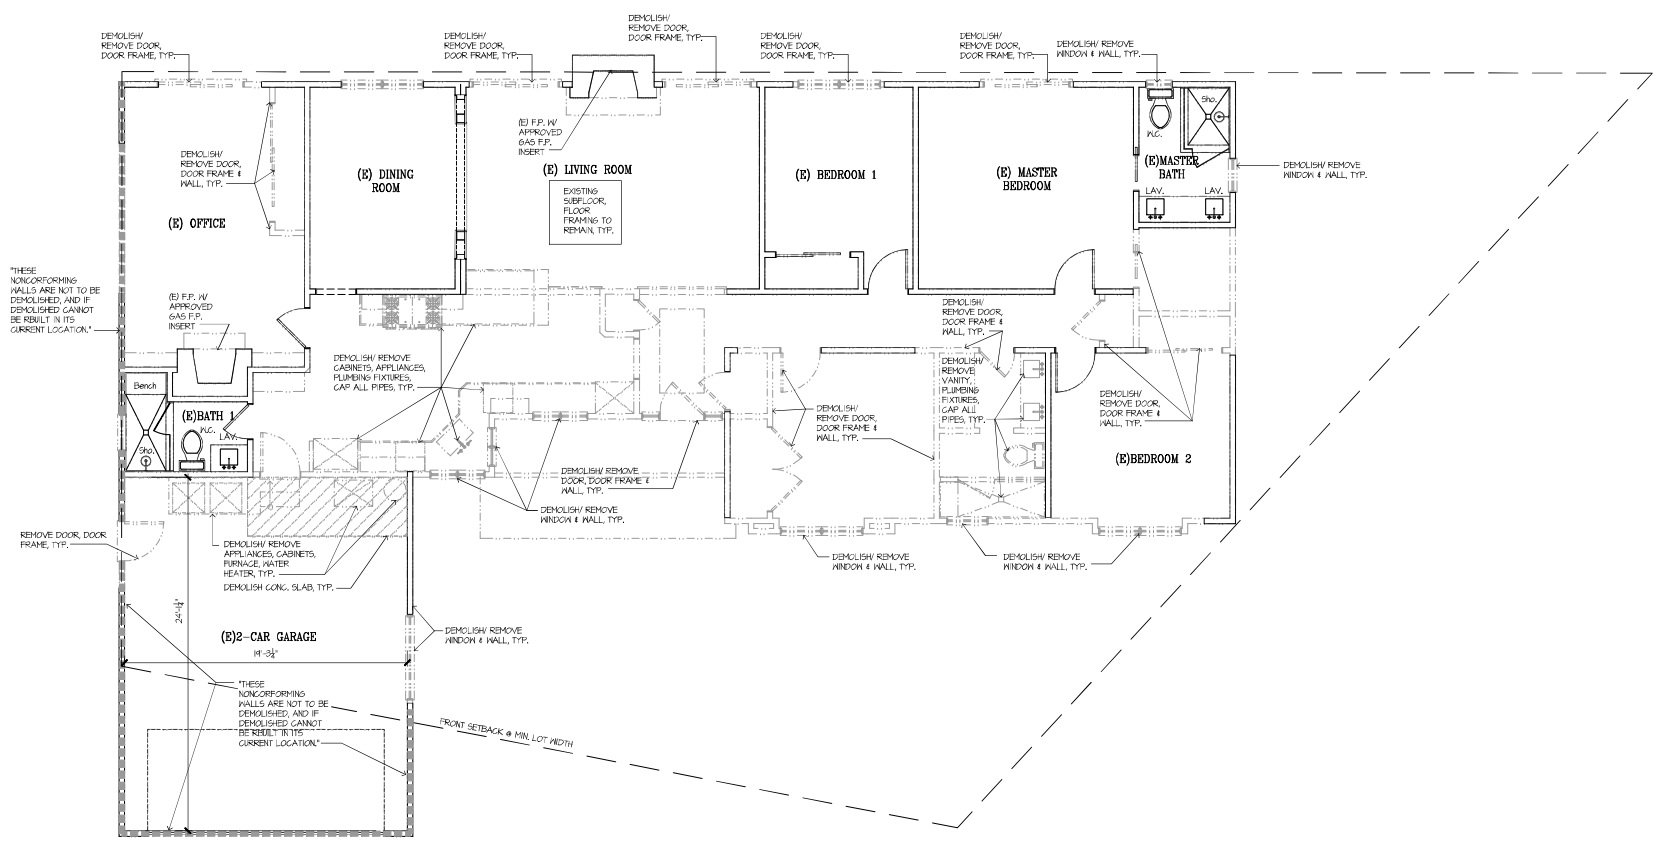 DEMOLISH/
REMOVE DOOR,
DOOR FRAME, TYP.
DEMOLISH/
REMOVE DOOR,
DOOR FRAME, TYP.
DEMOLISH/
REMOVE DOOR,
DOOR FRAME, TYP.
DEMOLISH/
REMOVE DOOR,
DOOR FRAME, TYP.
DEMOLISH/
REMOVE DOOR,
DOOR FRAME, TYP.
DEMOLISH/ REMOVE
WINDOW & WALL, TYP.
DEMOLISH/
REMOVE DOOR,
DOOR FRAME &
WALL, TYP.
(E) OFFICE
(E) DINING
ROOM
(E) F.P. W/
APPROVED
GAS F.P.
INSERT
(E) LIVING ROOM
EXISTING
SUBFLOOR,
FLOOR
FRAMING TO
REMAIN, TYP.
(E) BEDROOM 1
(E) MASTER
BEDROOM
Sho.
W.C.
(E)MASTER
BATH
LAV.
LAV.
DEMOLISH/ REMOVE
WINDOW & WALL, TYP.
"THESE
NONCORFORMING
WALLS ARE NOT TO BE
DEMOLISHED, AND IF
DEMOLISHED CANNOT
BE RBUILT IN ITS
CURRENT LOCATION."
(E) F.P. W/
APPROVED
GAS F.P.
INSERT
DEMOLISH/ REMOVE
CABINETS, APPLIANCES,
PLUMBING FIXTURES,
CAP ALL PIPES, TYP.
DEMOLISH/
REMOVE DOOR,
DOOR FRAME &
WALL, TYP.
DEMOLISH/
REMOVE
VANITY,
PLUMBING
FIXTURES,
CAP ALL
PIPES, TYP.
DEMOLISH/
REMOVE DOOR,
DOOR FRAME &
WALL, TYP.
DEMOLISH/
REMOVE DOOR,
DOOR FRAME &
WALL, TYP.
Bench
(E)BATH 1
W.C.
LAV.
Sho.
(E)BEDROOM 2
DEMOLISH/ REMOVE
DOOR, DOOR FRAME &
WALL, TYP.
DEMOLISH/ REMOVE
WINDOW & WALL, TYP.
REMOVE DOOR, DOOR
FRAME, TYP.
DEMOLISH/ REMOVE
APPLIANCES, CABINETS,
FURNACE, WATER
HEATER, TYP.
DEMOLISH CONC. SLAB, TYP.
DEMOLISH/ REMOVE
WINDOW & WALL, TYP.
DEMOLISH/ REMOVE
WINDOW & WALL, TYP.
24'-1½"
(E)2-CAR GARAGE
19'-3¼"
DEMOLISH/ REMOVE
WINDOW & WALL, TYP.
"THESE
NONCORFORMING
WALLS ARE NOT TO BE
DEMOLISHED, AND IF
DEMOLISHED CANNOT
BE RBUILT IN ITS
CURRENT LOCATION."
FRONT SETBACK @ MIN. LOT WIDTH